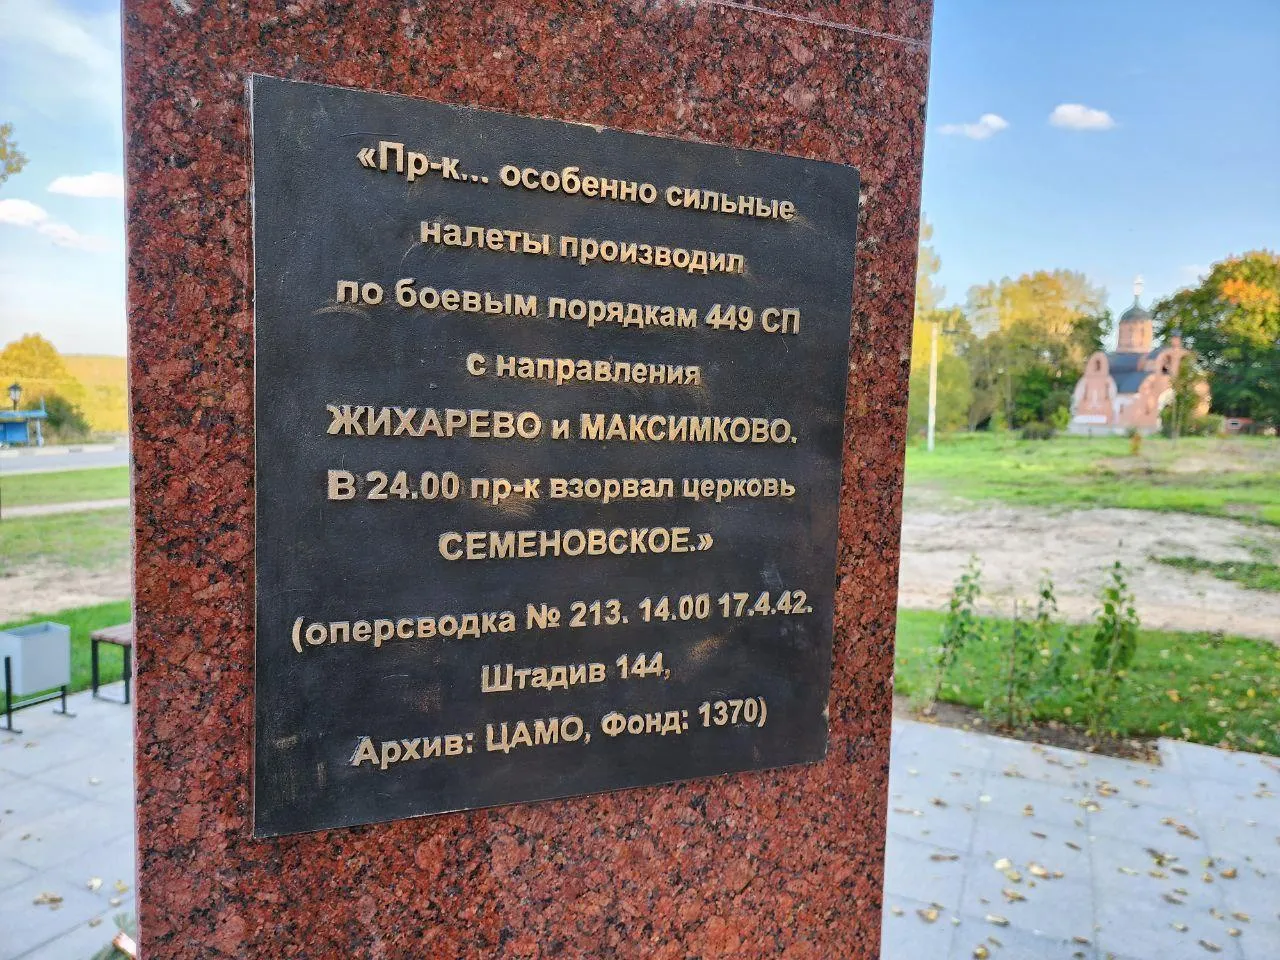 «Пр-к... особенно сильные
налеты производил
по боевым порядкам 449 СП
с направления
ЖИХАРЕВО и МАКСИМКОВО.
В 24.00 пр-к взорвал церковь
СЕМЕНОВСКОЕ.»
(оперсводка № 213. 14.00 17.4.42.
Штадив 144,
Архив: ЦАМО, Фонд: 1370)